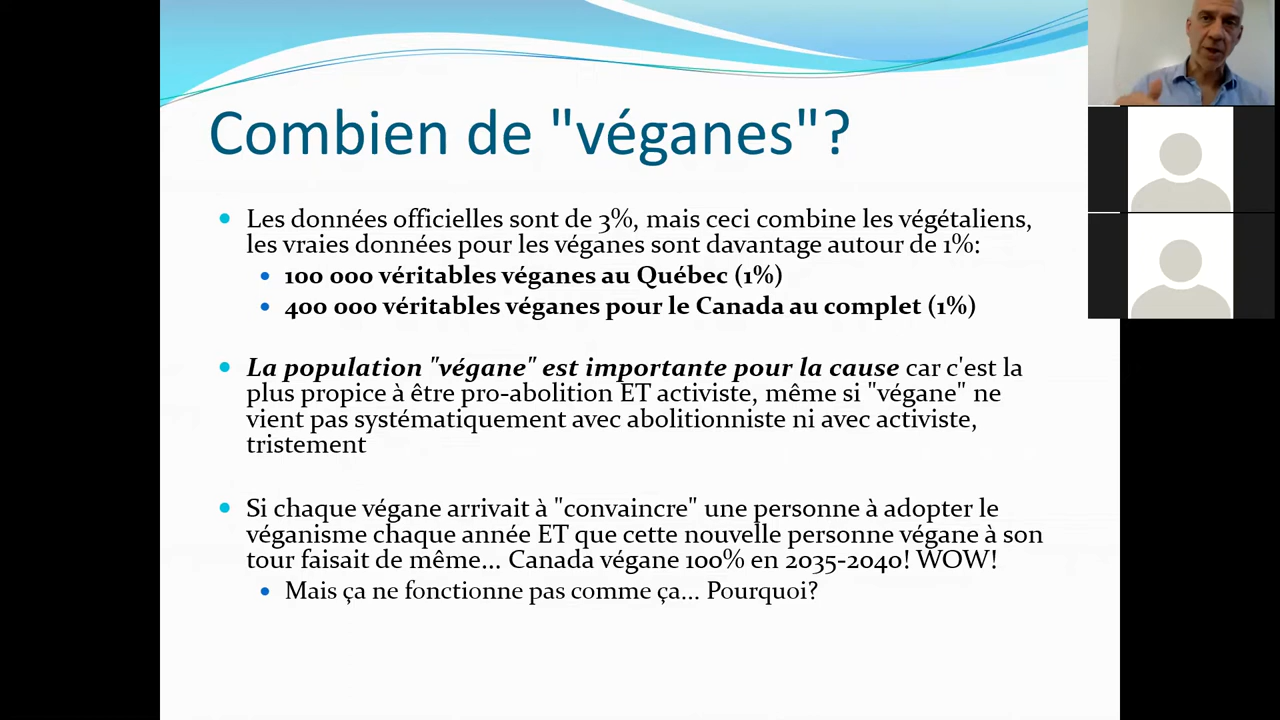 Combien de "véganes"?
Les données officielles sont de 3%, mais ceci combine les végétaliens,
les vraies données pour les véganes sont davantage autour de 1%:
100 000 véritables véganes au Québec (1%)
400 000 véritables véganes pour le Canada au complet (1%)
La population "végane" est importante pour la cause car c'est la
plus propice à être pro-abolition ET activiste, même si "végane" ne
vient pas systématiquement avec abolitionniste ni avec activiste,
tristement
Si chaque végane arrivait à "convaincre" une personne à adopter le
véganisme chaque année ET que cette nouvelle personne végane à son
tour faisait de même... Canada végane 100% en 2035-2040! WOW!
Mais ça ne fonctionne pas comme ça... Pourquoi?